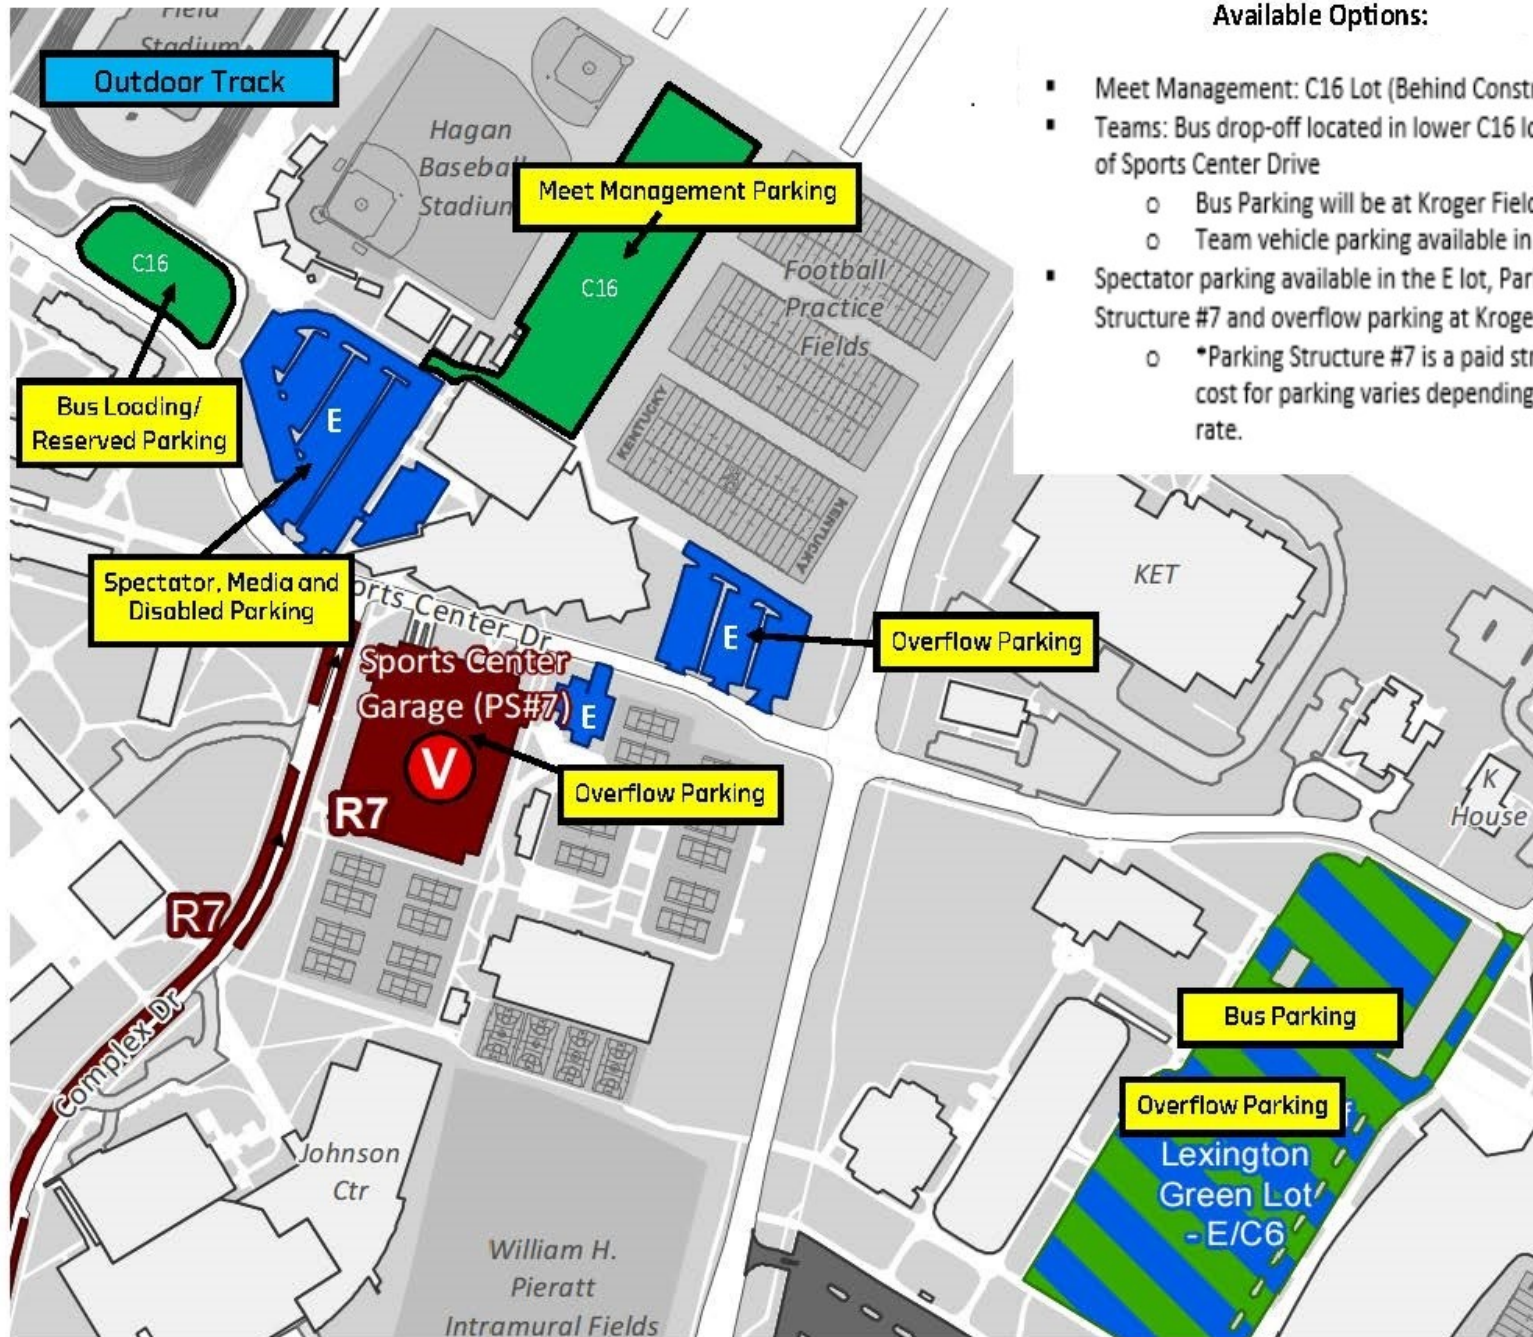 Available Options:
▪ Meet Management: C16 Lot (Behind Constr
▪ Teams: Bus drop-off located in lower C16 lo
of Sports Center Drive
o Bus Parking will be at Kroger Field
o Team vehicle parking available in
▪ Spectator parking available in the E lot, Par
Structure #7 and overflow parking at Kroge
o *Parking Structure #7 is a paid str
cost for parking varies depending
rate.
Field
Stadium
Outdoor Track
Hagan
Baseball
Stadium
Meet Management Parking
C16
C16
Football
Practice
Fields
Bus Loading/
Reserved Parking
E
KENTUCKY
KENTUCKY
Spectator, Media and
Disabled Parking
orts Center Dr
KET
E
Overflow Parking
Sports Center
Garage (PS#7)
E
V
R7
Overflow Parking
K
House
R7
Complex Dr
Bus Parking
Overflow Parking
Lexington
Green Lot
- E/C6
Johnson
Ctr
William H.
Pieratt
Intramural Fields